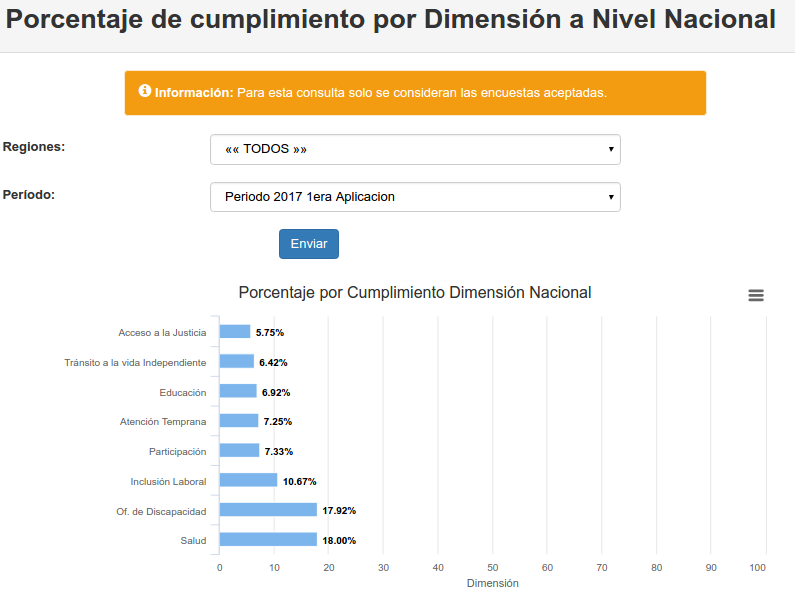 Porcentaje de cumplimiento por Dimensión a Nivel Nacional
Información: Para esta consulta solo se consideran las encuestas aceptadas.
Regiones:
«« TODOS »»
Período:
Periodo 2017 1era Aplicacion
Enviar
Porcentaje por Cumplimiento Dimensión Nacional
Acceso a la Justicia 5.75%
Tránsito a la vida Independiente 6.42%
Educación 6.92%
Atención Temprana 7.25%
Participación 7.33%
Inclusión Laboral 10.67%
Of. de Discapacidad 17.92%
Salud 18.00%
0 10 20 30 40 50 60 70 80 90 100
Dimensión